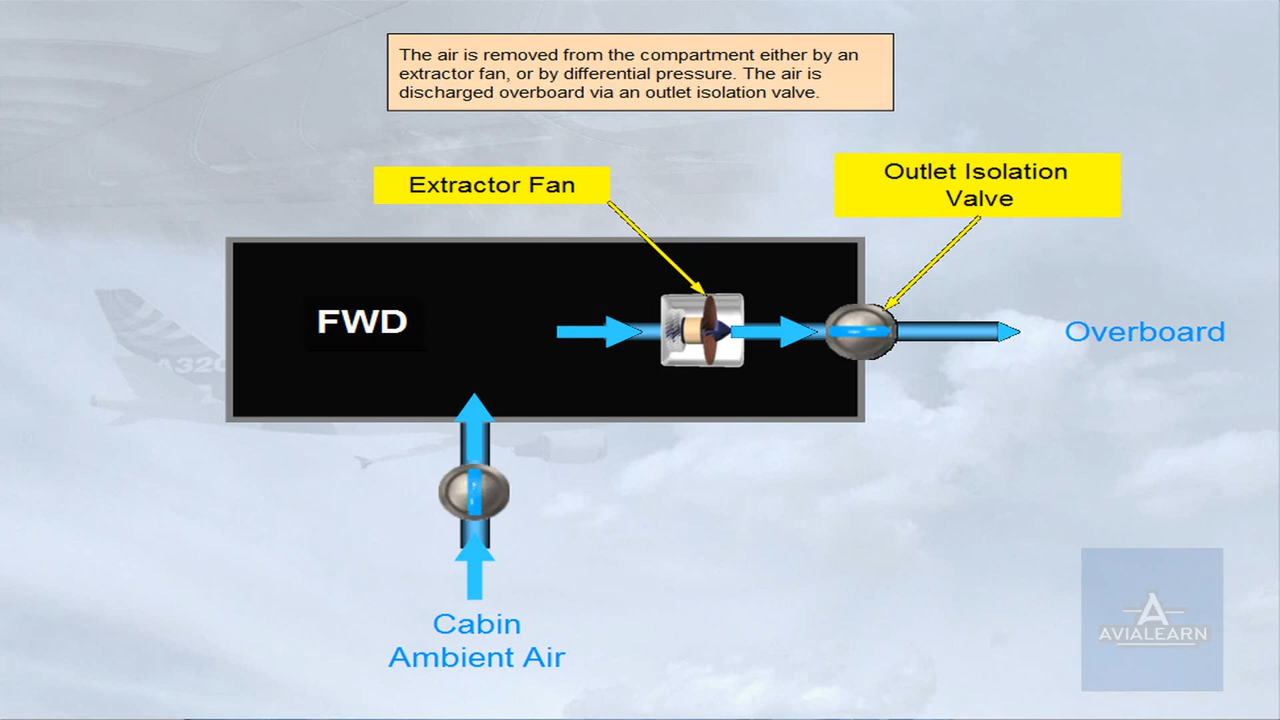 The air is removed from the compartment either by an
extractor fan, or by differential pressure. The air is
discharged overboard via an outlet isolation valve.
Extractor Fan
Outlet Isolation
Valve
FWD
Overboard
A320
Cabin
Ambient Air
A
AVIALEARN